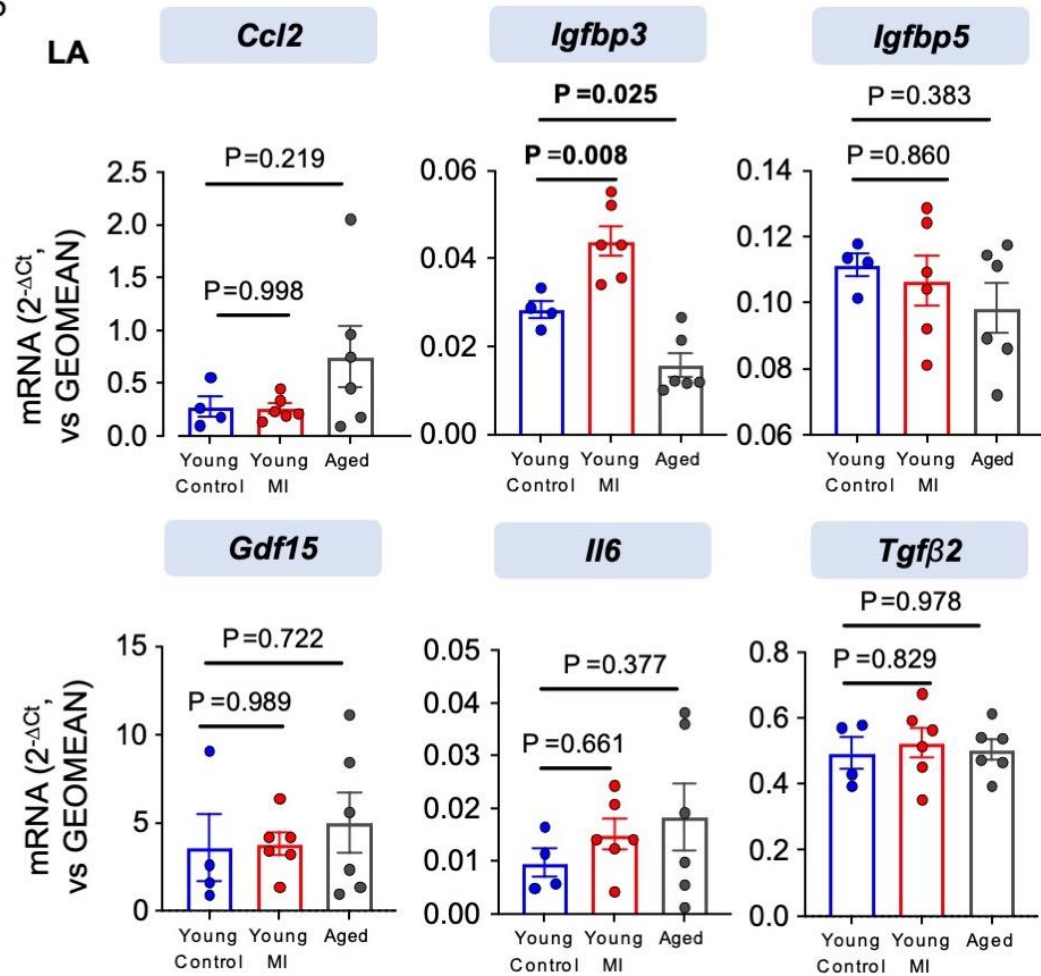 LA
Ccl2
P=0.219
P=0.998
mRNA (2-ΔCt,
vs GEOMEAN)
2.5
2.0
1.5
1.0
0.5
0.0
Young Young Aged
Control MI
Igfbp3
P=0.025
P=0.008
0.06
0.04
0.02
0.00
Young Young Aged
Control MI
Igfbp5
P=0.383
P=0.860
0.14
0.12
0.10
0.08
0.06
Young Young Aged
Control MI
Gdf15
P=0.722
P=0.989
mRNA (2-ΔCt,
vs GEOMEAN)
15
10
5
0
Young Young Aged
Control MI
Il6
P=0.377
P=0.661
0.05
0.04
0.03
0.02
0.01
0.00
Young Young Aged
Control MI
Tgfβ2
P=0.978
P=0.829
0.8
0.6
0.4
0.2
0.0
Young Young Aged
Control MI